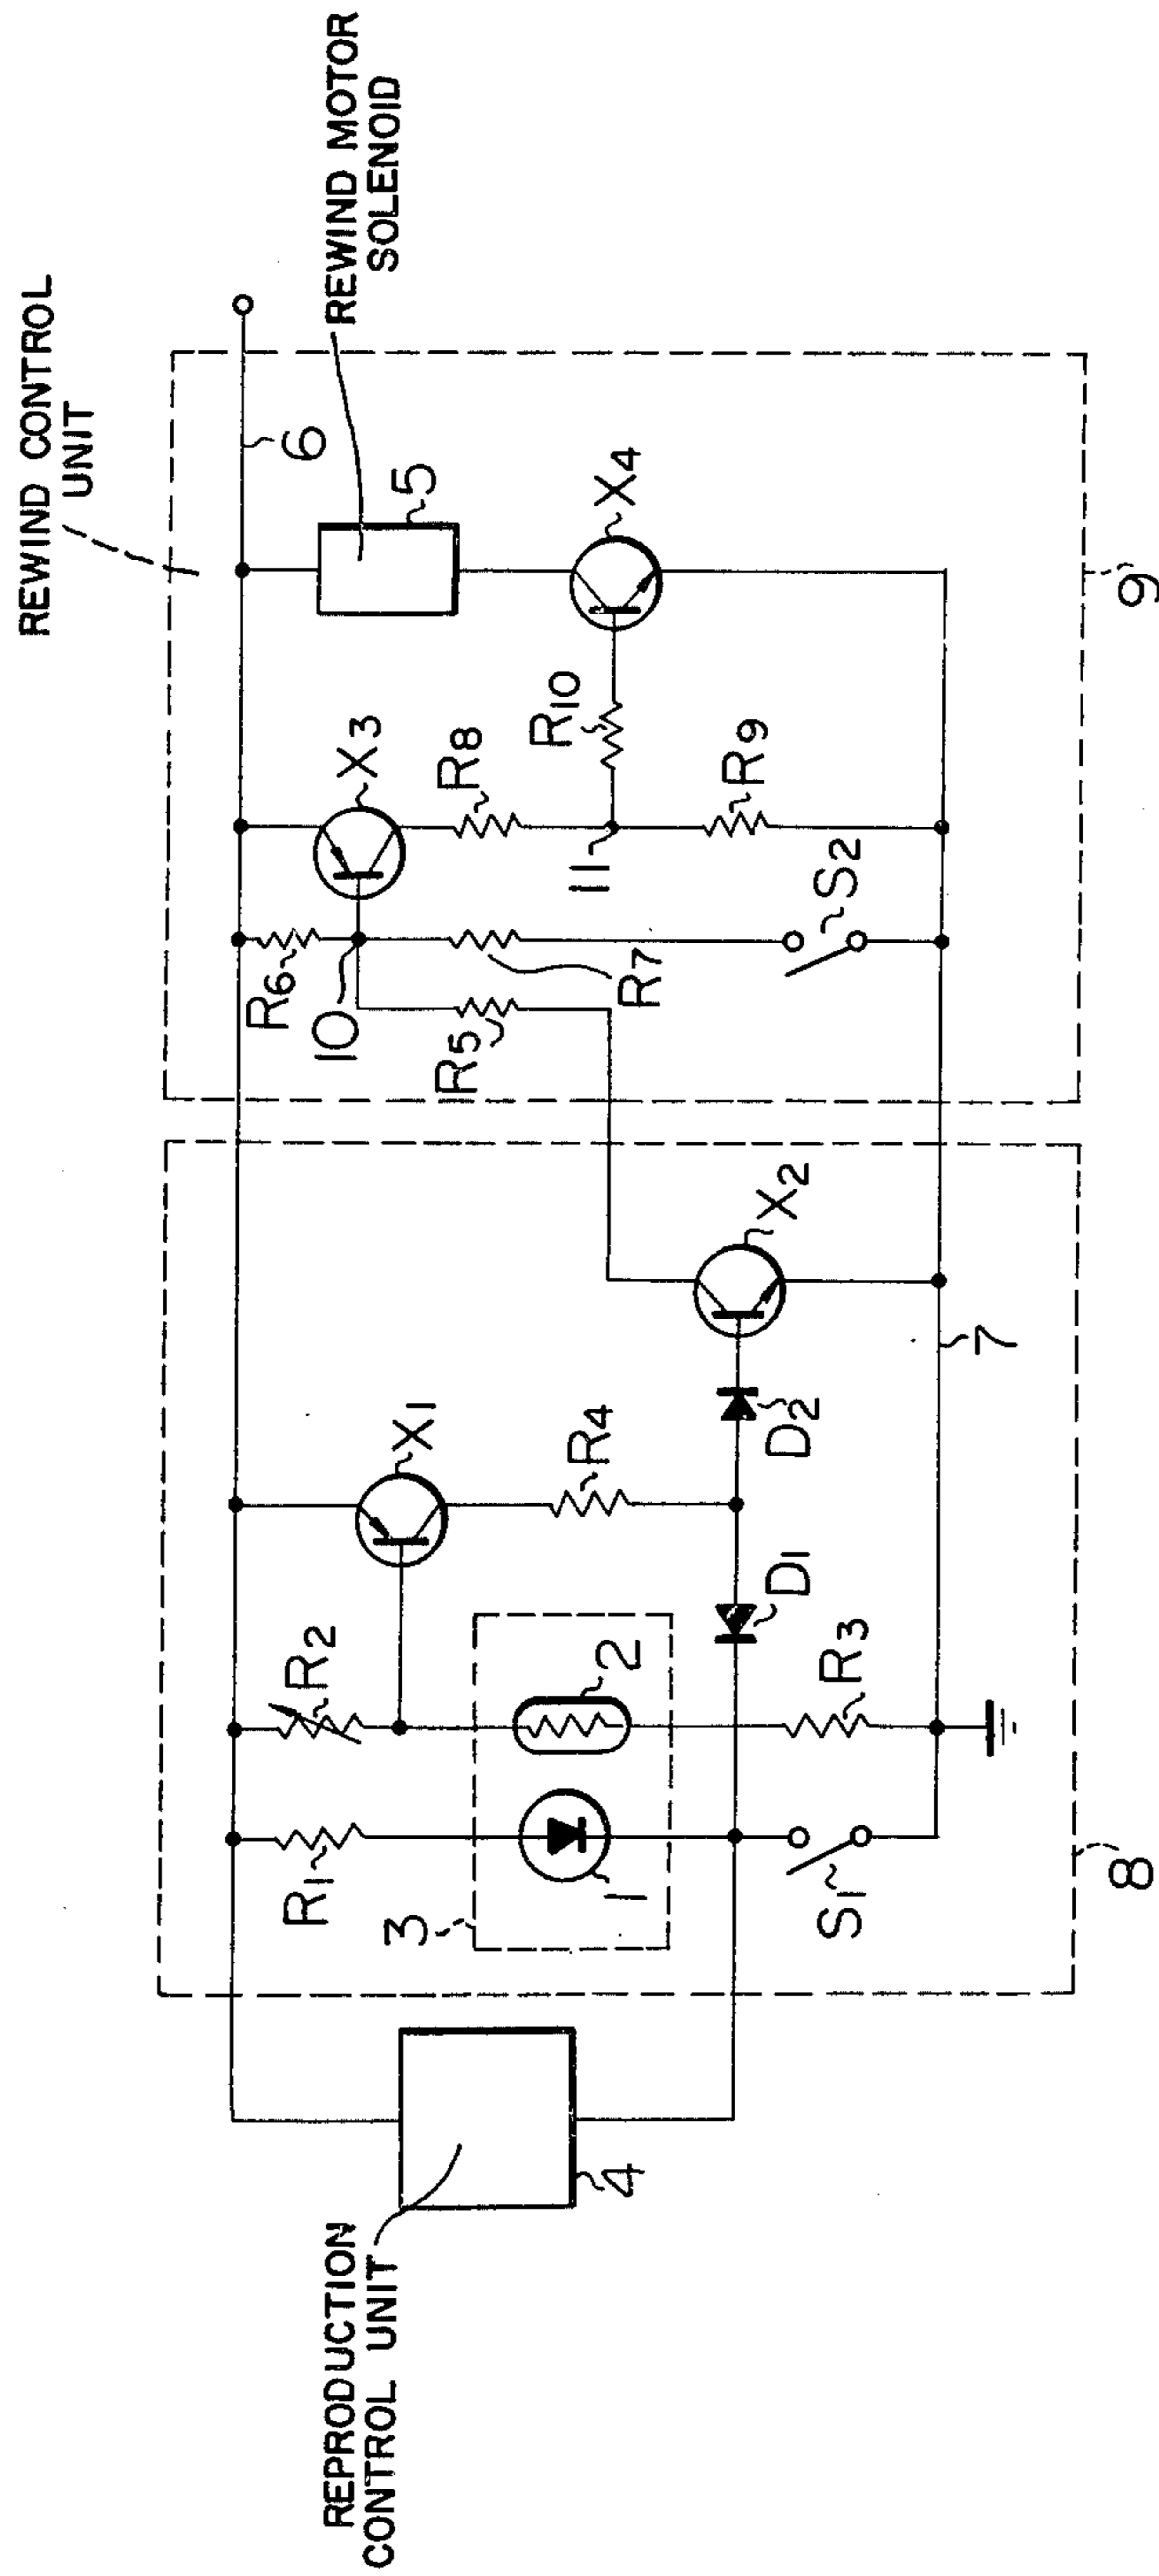 REWIND CONTROL
UNIT
REWIND MOTOR
SOLENOID
REPRODUCTION
CONTROL UNIT
4
R1
R2
X1
3
1
2
R4
D1
D2
X2
S1
R3
7
8
R6
10
R5
R7
X3
R8
11
R10
R9
S2
6
5
X4
9